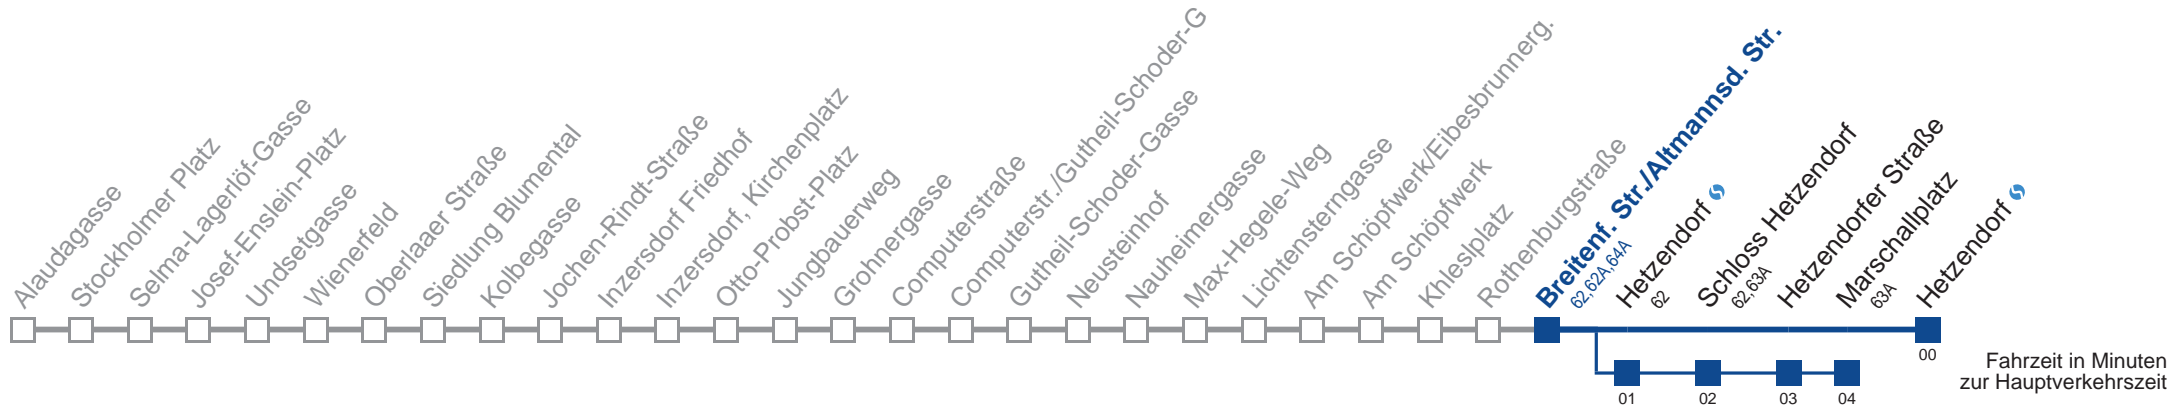 Alaudagasse
Stockholmer Platz
Selma-Lagerlöf-Gasse
Josef-Enslein-Platz
Undsetgasse
Wienerfeld
Oberlaaer Straße
Siedlung Blumental
Kolbegasse
Jochen-Rindt-Straße
Inzersdorf Friedhof
Inzersdorf, Kirchenplatz
Otto-Probst-Platz
Jungbauerweg
Grohnergasse
Computerstraße
Computerstr./Gutheil-Schoder-G
Gutheil-Schoder-Gasse
Neusteinhof
Nauheimergasse
Max-Hegele-Weg
Lichtensterngasse
Am Schöpfwerk/Eibesbrunnerg.
Am Schöpfwerk
Khleslplatz
Rothenburgstraße
Breitenf. Str./Altmannsd. Str.
62,62A,64A
Hetzendorf
62
Schloss Hetzendorf
62,63A
Hetzendorfer Straße
Marschallplatz
63A
Hetzendorf
00
01
02
03
04
Fahrzeit in Minuten
zur Hauptverkehrszeit